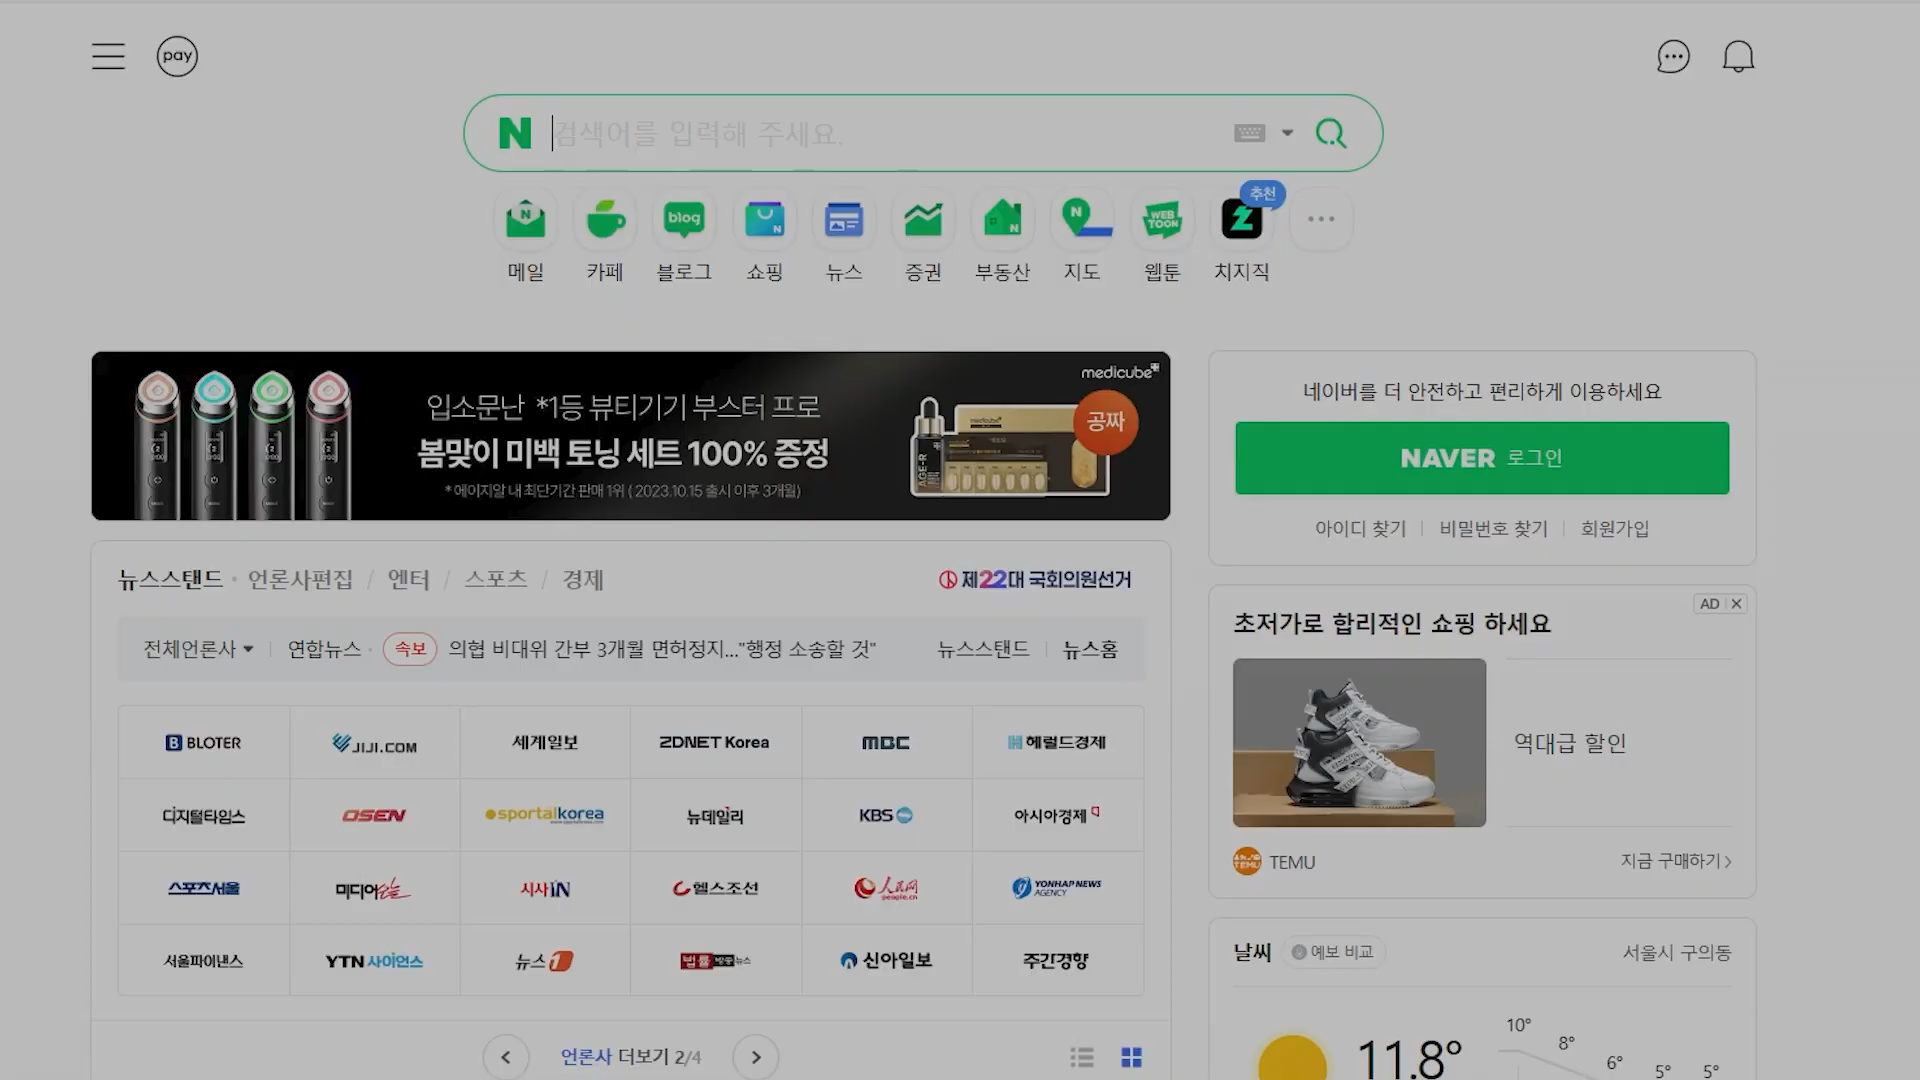 pay
N 검색어를 입력해 주세요.
추천
메일 카페 블로그 쇼핑 뉴스 증권 부동산 지도 웹툰 치지직
medicube
입소문난 *1등 뷰티기기 부스터 프로
봄맞이 미백 토닝 세트 100% 증정
*에이지알 내 최단기간 판매 1위 ( 2023.10.15 출시 이후 3개월)
AGE-R
공짜
네이버를 더 안전하고 편리하게 이용하세요
NAVER 로그인
아이디 찾기 비밀번호 찾기 회원가입
뉴스스탠드 · 언론사편집 / 엔터 / 스포츠 / 경제
제22대 국회의원선거
전체언론사 연합뉴스 · 속보 의협 비대위 간부 3개월 면허정지..."행정 소송할 것" 뉴스스탠드 뉴스홈
BLOTER JIJI.COM 세계일보 ZDNET Korea MBC 헤럴드경제
디지털타임스 OSEN sportalkorea 뉴데일리 KBS 아시아경제
스포츠서울 미디어오늘 시사IN 헬스조선 人民网 people.cn YONHAP NEWS AGENCY
서울파이낸스 YTN 사이언스 뉴스1 법률방송뉴스 신아일보 주간경향
언론사 더보기 2/4
AD
초저가로 합리적인 쇼핑 하세요
역대급 할인
TEMU 지금 구매하기
날씨 예보 비교 서울시 구의동
11.8°
10°
8°
6°
5°
5°